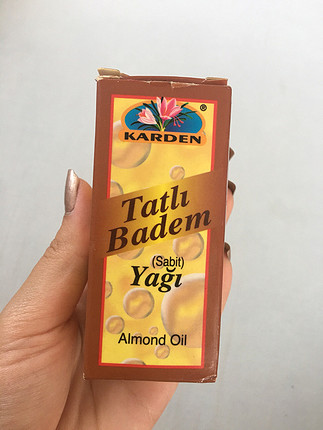 ®
KARDEN
Tatlı
Badem
(Sabit)
Yağı
Almond Oil